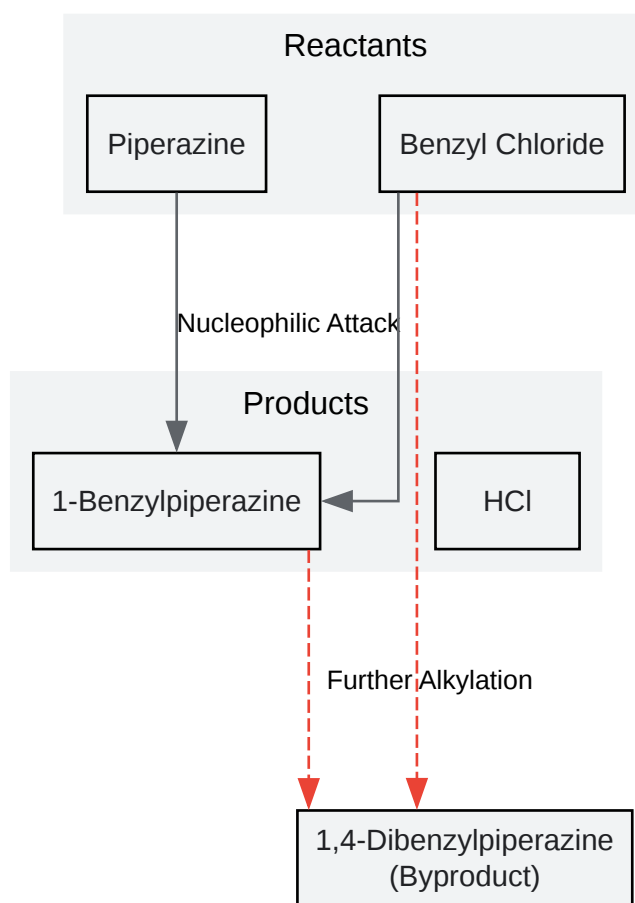 Reactants
Piperazine
Benzyl Chloride
Nucleophilic Attack
Products
1-Benzylpiperazine
HCl
Further Alkylation
1,4-Dibenzylpiperazine
(Byproduct)